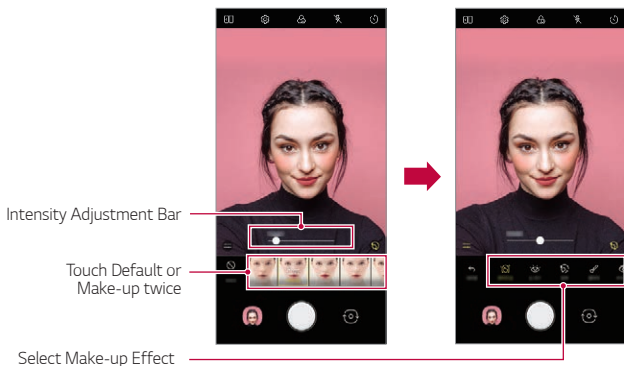 Intensity Adjustment Bar
Touch Default or
Make-up twice
Select Make-up Effect